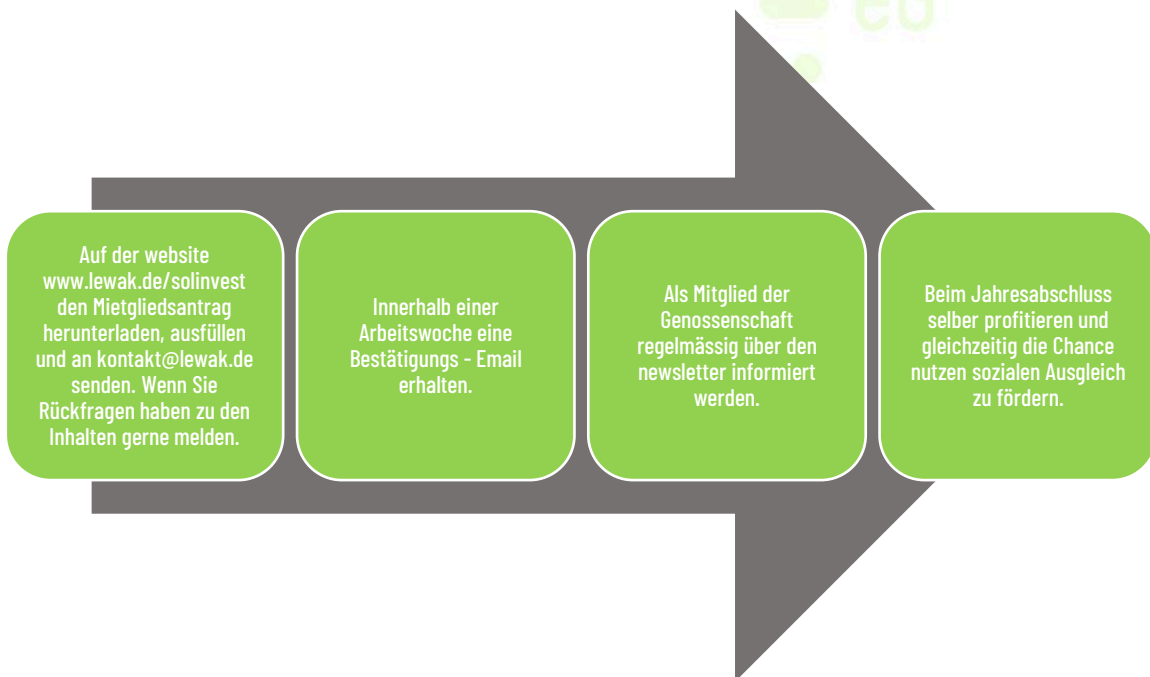 ed
Auf der website
www.lewak.de/solinvest
den Mietgliedsantrag
herunterladen, ausfüllen
und an kontakt@lewak.de
senden. Wenn Sie
Rückfragen haben zu den
Inhalten gerne melden.
Innerhalb einer
Arbeitswoche eine
Bestätigungs - Email
erhalten.
Als Mitglied der
Genossenschaft
regelmässig über den
newsletter informiert
werden.
Beim Jahresabschluss
selber profitieren und
gleichzeitig die Chance
nutzen sozialen Ausgleich
zu fördern.